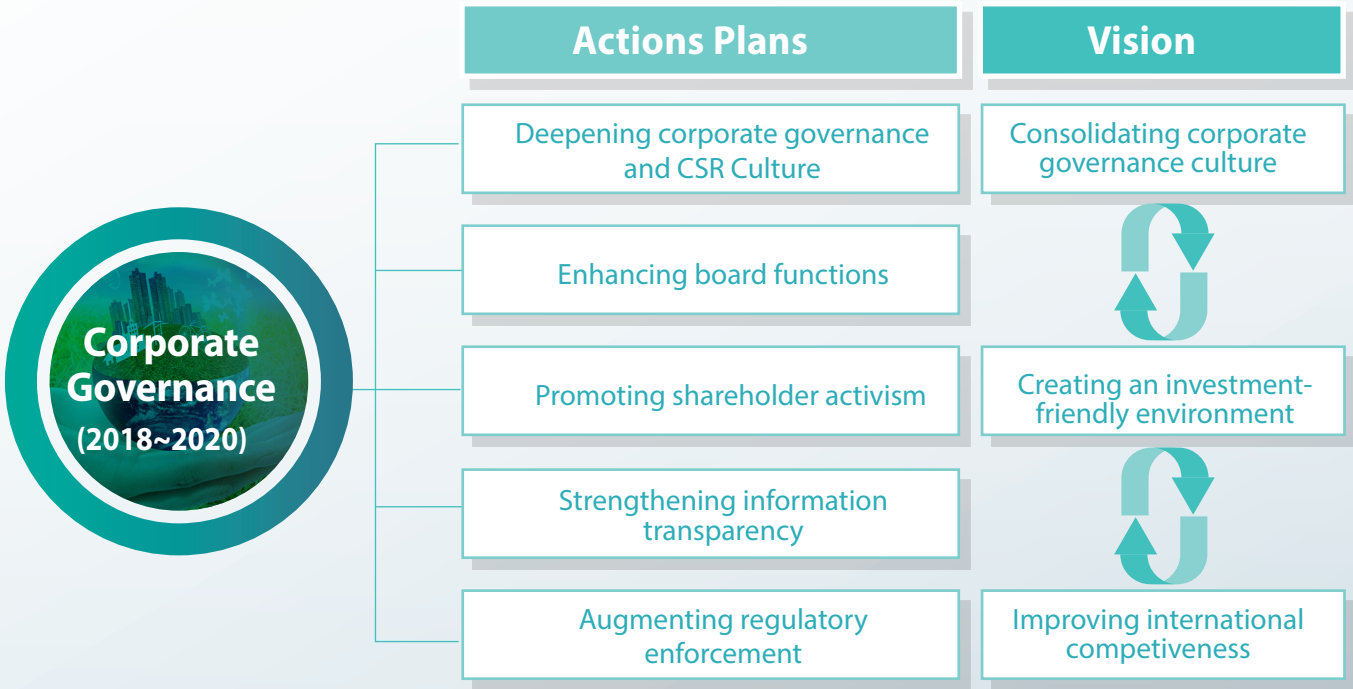 Actions Plans
Vision
Corporate
Governance
(2018~2020)
Deepening corporate governance
and CSR Culture
Enhancing board functions
Promoting shareholder activism
Strengthening information
transparency
Augmenting regulatory
enforcement
Consolidating corporate
governance culture
Creating an investment-
friendly environment
Improving international
competiveness